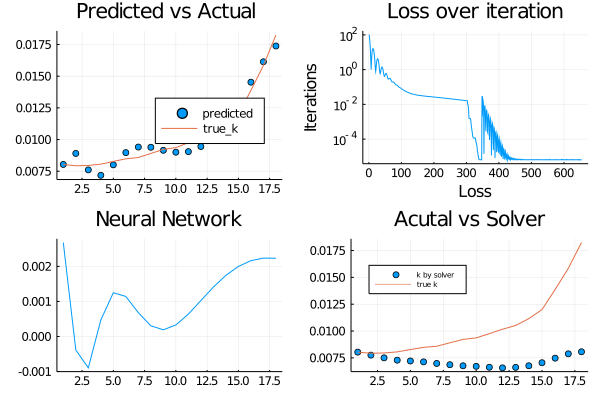 Predicted vs Actual
0.0175
0.0150
0.0125
0.0100
0.0075
predicted
true_k
2.5 5.0 7.5 10.0 12.5 15.0 17.5
Loss over iteration
Iterations
10²
10⁰
10⁻²
10⁻⁴
0 100 200 300 400 500 600
Loss
Neural Network
0.002
0.001
0.000
-0.001
2.5 5.0 7.5 10.0 12.5 15.0 17.5
Acutal vs Solver
0.0175
0.0150
0.0125
0.0100
0.0075
k by solver
true k
2.5 5.0 7.5 10.0 12.5 15.0 17.5